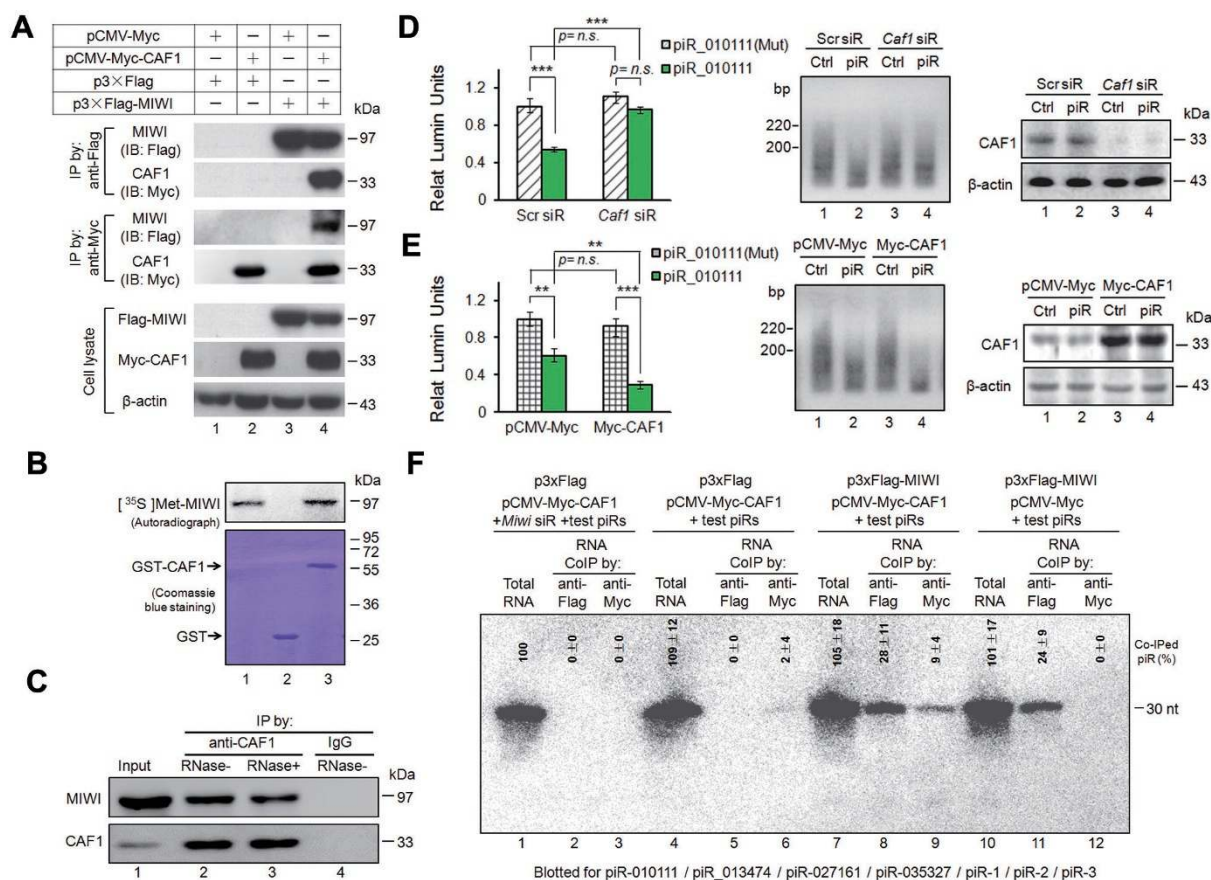 A
pCMV-Myc + − + −
pCMV-Myc-CAF1 − + − +
p3×Flag + + − −
p3×Flag-MIWI − − + +
kDa
IP by: anti-Flag
MIWI (IB: Flag) 97
CAF1 (IB: Myc) 33
IP by: anti-Myc
MIWI (IB: Flag) 97
CAF1 (IB: Myc) 33
Cell lysate
Flag-MIWI 97
Myc-CAF1 33
β-actin 43
1 2 3 4
B
kDa
[35S]Met-MIWI 97
(Autoradiograph)
95
72
GST-CAF1 55
(Coomassie blue staining)
36
GST 25
1 2 3
C
IP by:
anti-CAF1 IgG
Input RNase- RNase+ RNase- kDa
MIWI 97
CAF1 33
1 2 3 4
D
Relat Lumin Units
1.2
0.8
0.4
0
***
p= n.s.
***
p= n.s.
piR_010111(Mut)
piR_010111
Scr siR Caf1 siR
Scr siR Caf1 siR
Ctrl piR Ctrl piR
bp
220
200
1 2 3 4
Scr siR Caf1 siR
Ctrl piR Ctrl piR kDa
CAF1 33
β-actin 43
1 2 3 4
E
Relat Lumin Units
1.2
0.8
0.4
0
**
p= n.s.
**
***
piR_010111(Mut)
piR_010111
pCMV-Myc Myc-CAF1
pCMV-Myc Myc-CAF1
Ctrl piR Ctrl piR
bp
220
200
1 2 3 4
pCMV-Myc Myc-CAF1
Ctrl piR Ctrl piR kDa
CAF1 33
β-actin 43
1 2 3 4
F
p3xFlag p3xFlag p3xFlag-MIWI p3xFlag-MIWI
pCMV-Myc-CAF1 pCMV-Myc-CAF1 pCMV-Myc-CAF1 pCMV-Myc
+Miwi siR +test piRs + test piRs + test piRs + test piRs
RNA RNA RNA RNA
CoIP by: CoIP by: CoIP by: CoIP by:
Total RNA anti-Flag anti-Myc Total RNA anti-Flag anti-Myc Total RNA anti-Flag anti-Myc Total RNA anti-Flag anti-Myc
100 0±0 0±0 109±12 0±0 2±4 105±18 28±11 9±4 101±17 24±9 0±0
Co-IPed piR (%)
30 nt
1 2 3 4 5 6 7 8 9 10 11 12
Blotted for piR-010111 / piR_013474 / piR-027161 / piR-035327 / piR-1 / piR-2 / piR-3